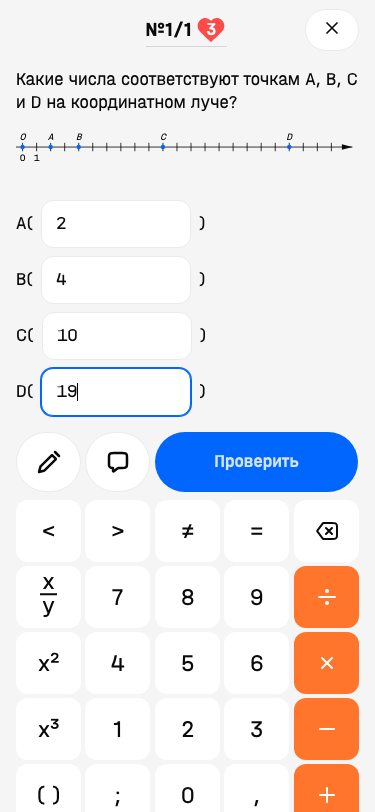 №1/1 3
Какие числа соответствуют точкам A, B, C
и D на координатном луче?
O A B C D
0 1
A( 2 )
B( 4 )
C( 10 )
D( 19 )
Проверить
< > ≠ =
x/y 7 8 9 ÷
x² 4 5 6 ×
x³ 1 2 3 −
( ) ; 0 , +